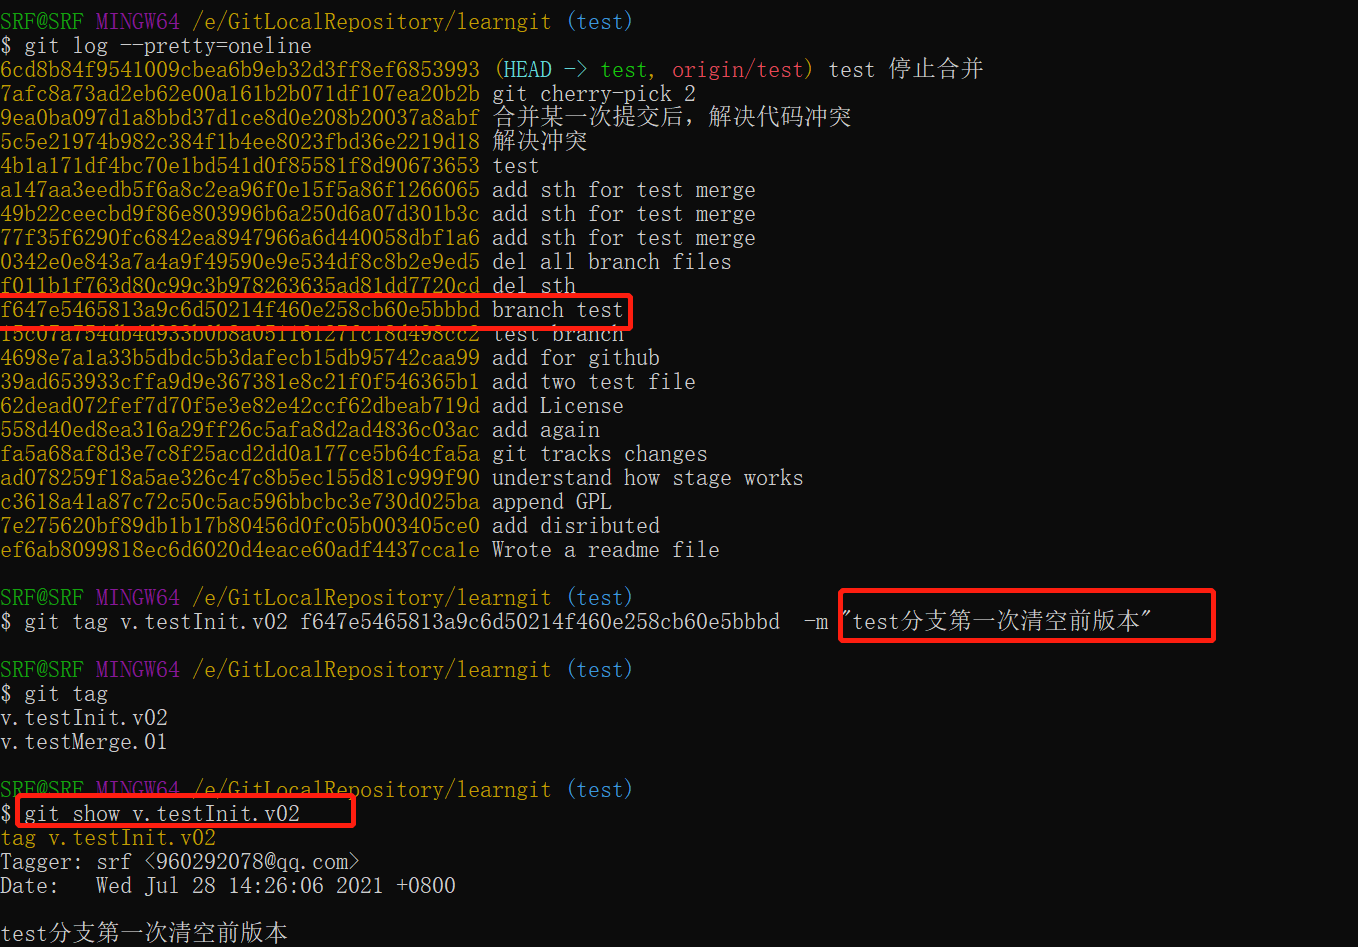 SRF@SRF MINGW64 /e/GitLocalRepository/learngit (test)
$ git log --pretty=oneline
6cd8b84f9541009cbea6b9eb32d3ff8ef6853993 (HEAD -> test, origin/test) test 停止合并
7afc8a73ad2eb62e00a161b2b071df107ea20b2b git cherry-pick 2
9ea0ba097d1a8bbd37d1ce8d0e208b20037a8abf 合并某一次提交后，解决代码冲突
5c5e21974b982c384f1b4ee8023fbd36e2219d18 解决冲突
4b1a171df4bc70e1bd541d0f85581f8d90673653 test
a147aa3eedb5f6a8c2ea96f0e15f5a86f1266065 add sth for test merge
49b22ceecbd9f86e803996b6a250d6a07d301b3c add sth for test merge
77f35f6290fc6842ea8947966a6d440058dbf1a6 add sth for test merge
0342e0e843a7a4a9f49590e9e534df8c8b2e9ed5 del all branch files
f011b1f763d80c99c3b978263635ad81dd7720cd del sth
f647e5465813a9c6d50214f460e258cb60e5bbbd branch test
test branch
4698e7a1a33b5dbdc5b3dafecb15db95742caa99 add for github
39ad653933cffa9d9e367381e8c21f0f546365b1 add two test file
62dead072fef7d70f5e3e82e42ccf62dbeab719d add License
558d40ed8ea316a29ff26c5afa8d2ad4836c03ac add again
fa5a68af8d3e7c8f25acd2dd0a177ce5b64cfa5a git tracks changes
ad078259f18a5ae326c47c8b5ec155d81c999f90 understand how stage works
c3618a41a87c72c50c5ac596bbcbc3e730d025ba append GPL
7e275620bf89db1b17b80456d0fc05b003405ce0 add disributed
ef6ab8099818ec6d6020d4eace60adf4437cca1e Wrote a readme file
SRF@SRF MINGW64 /e/GitLocalRepository/learngit (test)
$ git tag v.testInit.v02 f647e5465813a9c6d50214f460e258cb60e5bbbd  -m "test分支第一次清空前版本"
SRF@SRF MINGW64 /e/GitLocalRepository/learngit (test)
$ git tag
v.testInit.v02
v.testMerge.01
SRF@SRF MINGW64 /e/GitLocalRepository/learngit (test)
$ git show v.testInit.v02
tag v.testInit.v02
Tagger: srf <960292078@qq.com>
Date:   Wed Jul 28 14:26:06 2021 +0800
test分支第一次清空前版本